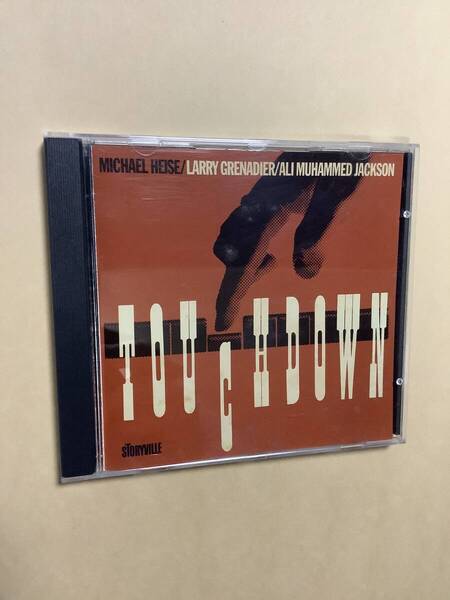 MICHAEL HEISE/LARRY GRENADIER/ALI MUHAMMED JACKSON
TOUCHDOWN
STORYVILLE